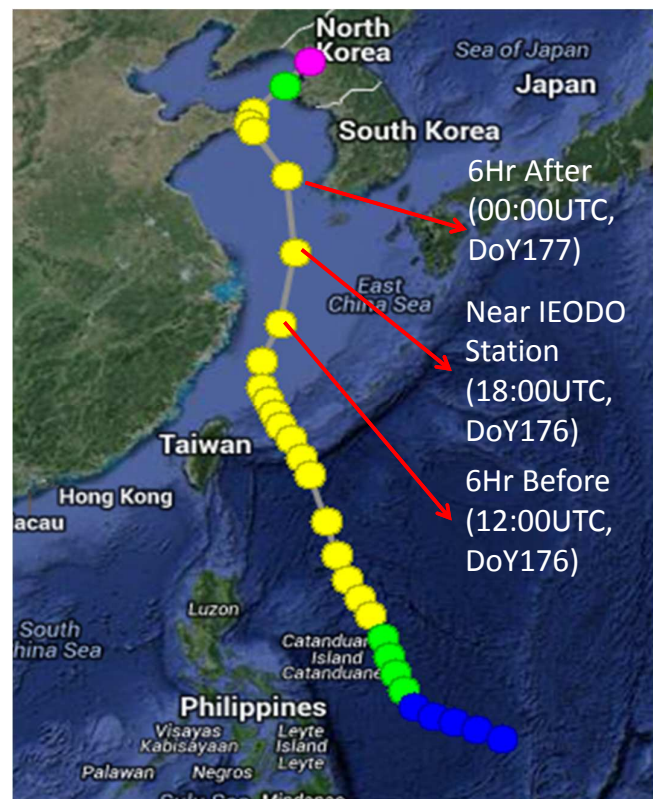 North
Korea
Sea of Japan
Japan
South Korea
6Hr After
(00:00UTC,
DoY177)
East
China Sea
Near IEODO
Station
(18:00UTC,
DoY176)
Taiwan
6Hr Before
(12:00UTC,
DoY176)
Hong Kong
acau
Luzon
South
hina Sea
Catanduan
Island
Catanduane
Philippines
Visayas
Kabisayaan
Leyte
Island
Leyte
Palawan
Negros